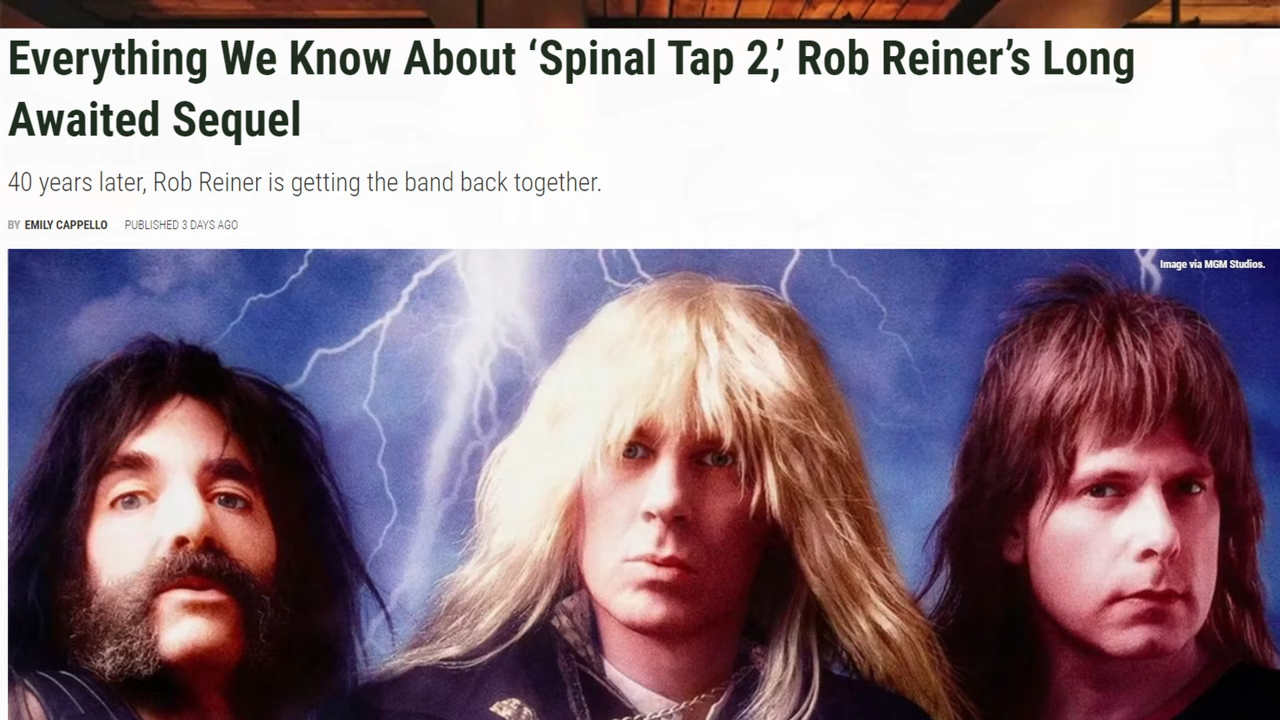 Everything We Know About ‘Spinal Tap 2,’ Rob Reiner’s Long
Awaited Sequel
40 years later, Rob Reiner is getting the band back together.
BY EMILY CAPPELLO PUBLISHED 3 DAYS AGO
Image via MGM Studios.